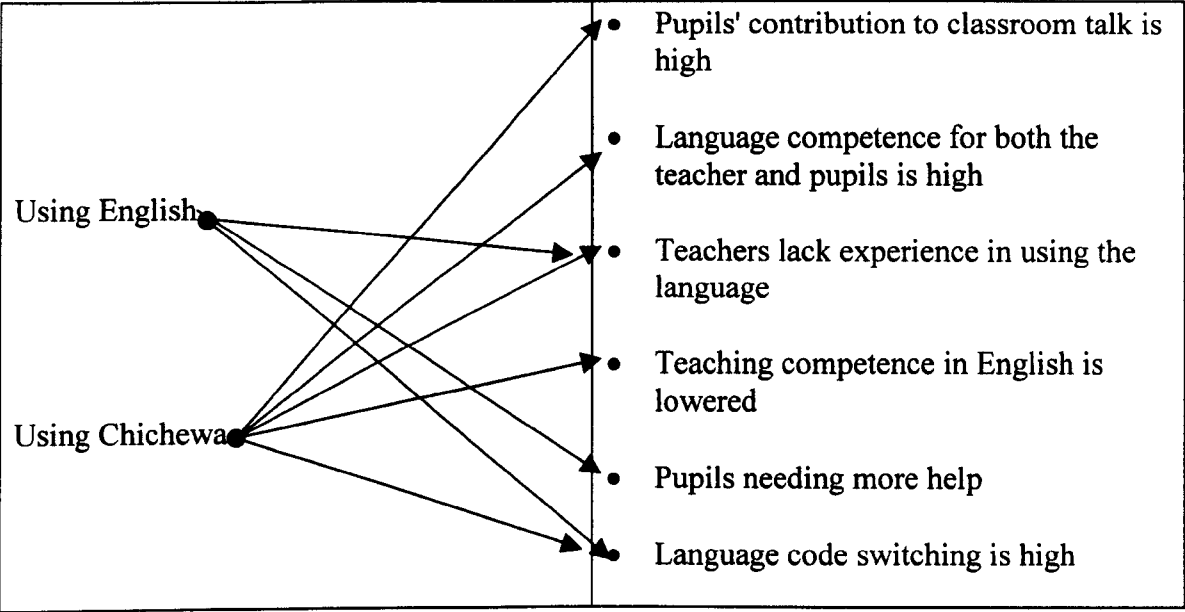 • Pupils' contribution to classroom talk is
high
• Language competence for both the
teacher and pupils is high
Using English
• Teachers lack experience in using the
language
• Teaching competence in English is
lowered
Using Chichewa
• Pupils needing more help
• Language code switching is high